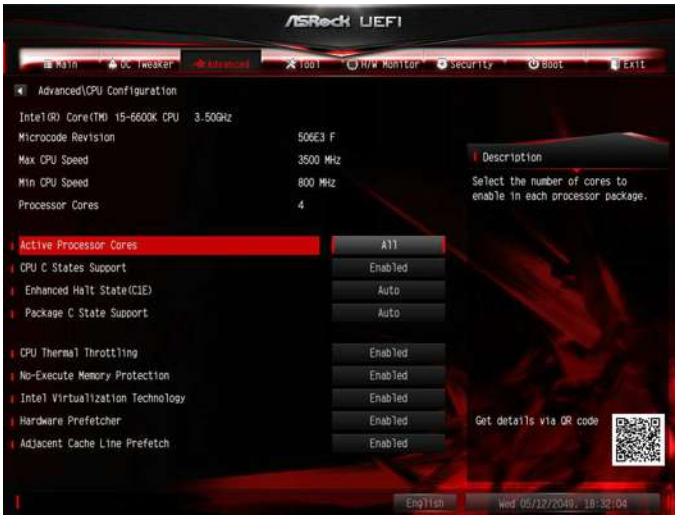 ASRock UEFI
Main OC Tweaker Advanced Tool H/W Monitor Security Boot Exit
Advanced\CPU Configuration
Intel(R) Core(TM) i5-6600K CPU 3.50GHz
Microcode Revision 506E3 F
Max CPU Speed 3500 MHz
Min CPU Speed 800 MHz
Processor Cores 4
Active Processor Cores All
CPU C States Support Enabled
Enhanced Halt State(C1E) Auto
Package C State Support Auto
CPU Thermal Throttling Enabled
No-Execute Memory Protection Enabled
Intel Virtualization Technology Enabled
Hardware Prefetcher Enabled
Adjacent Cache Line Prefetch Enabled
Description
Select the number of cores to
enable in each processor package.
Get details via QR code
English Wed 05/12/2049, 18:32:04